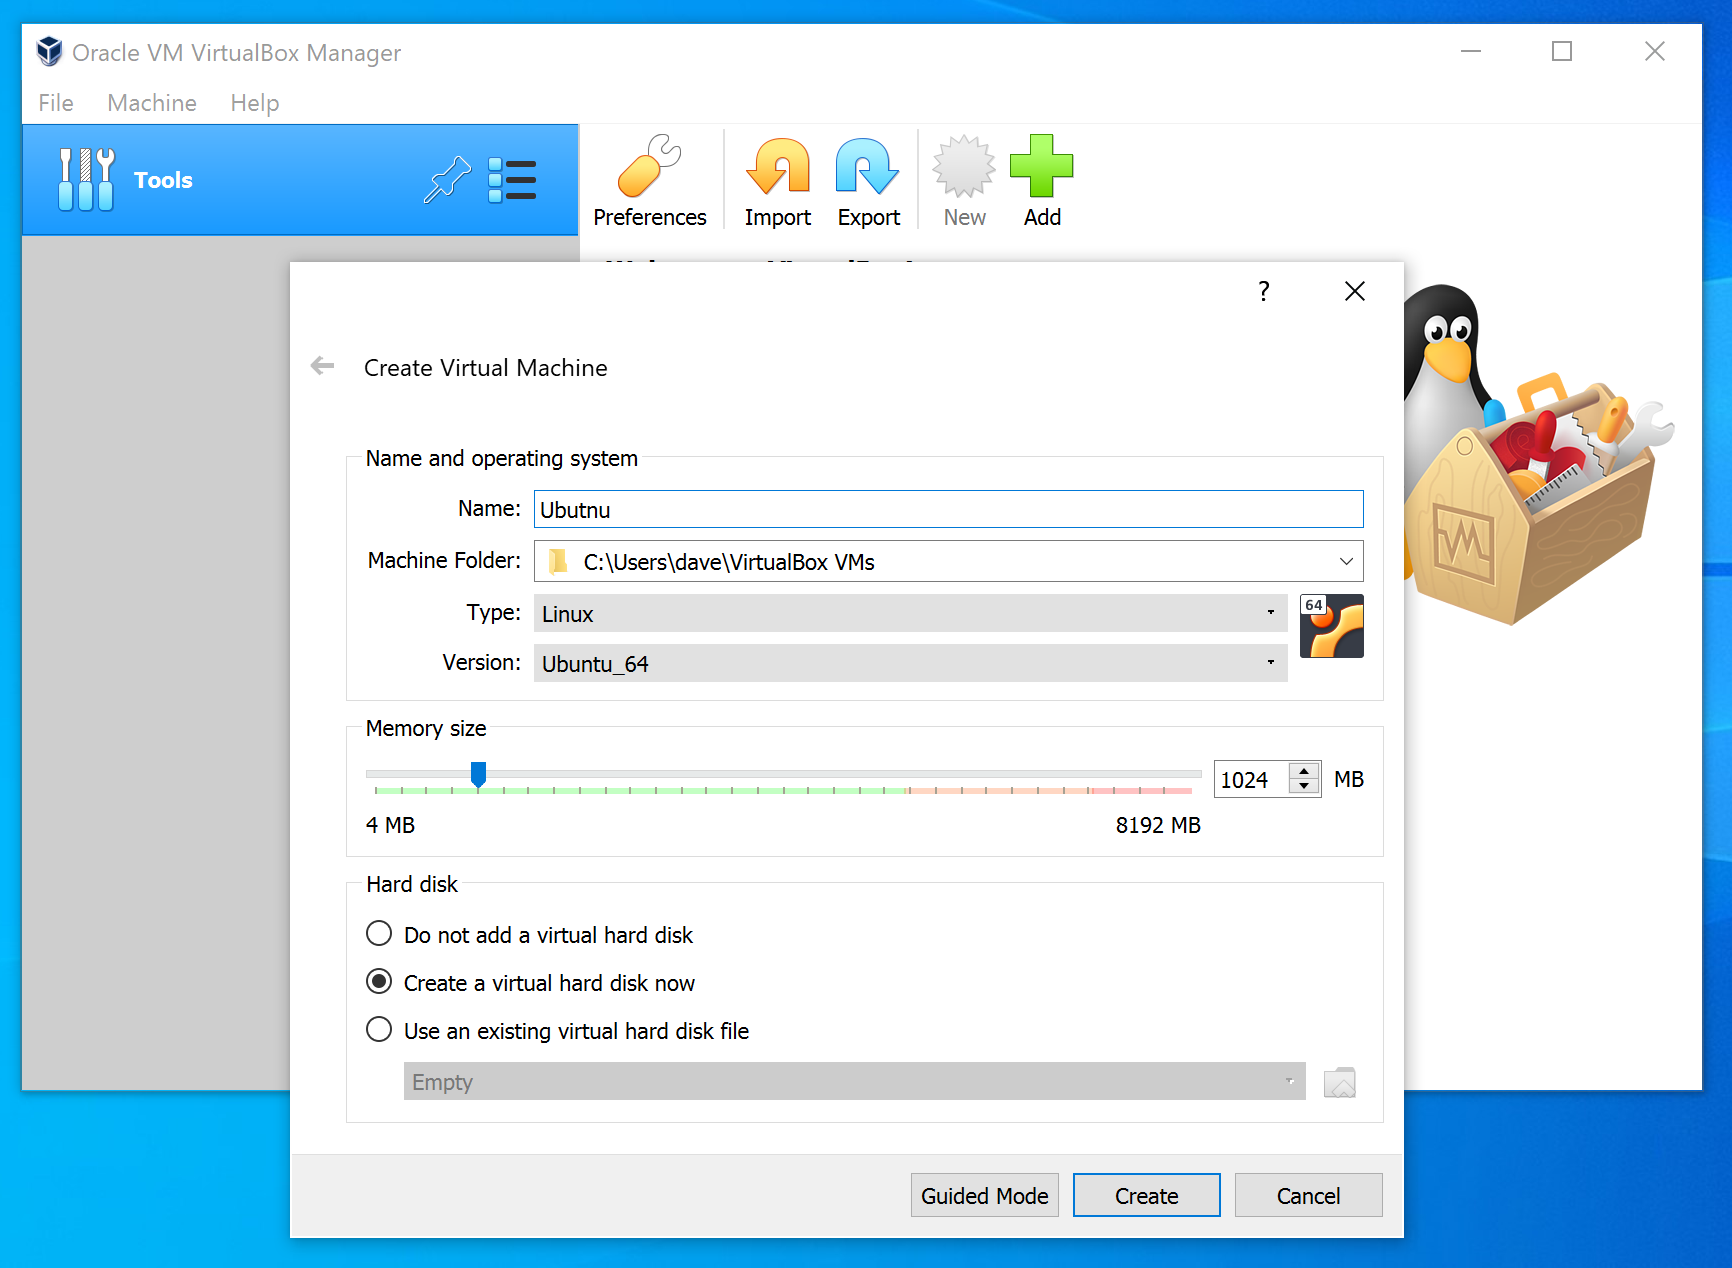 Oracle VM VirtualBox Manager
File Machine Help
Tools
Preferences Import Export New Add
?
Create Virtual Machine
Name and operating system
Name: Ubutnu
Machine Folder: C:\Users\dave\VirtualBox VMs
Type: Linux
64
Version: Ubuntu_64
Memory size
1024 MB
4 MB 8192 MB
Hard disk
Do not add a virtual hard disk
Create a virtual hard disk now
Use an existing virtual hard disk file
Empty
Guided Mode Create Cancel